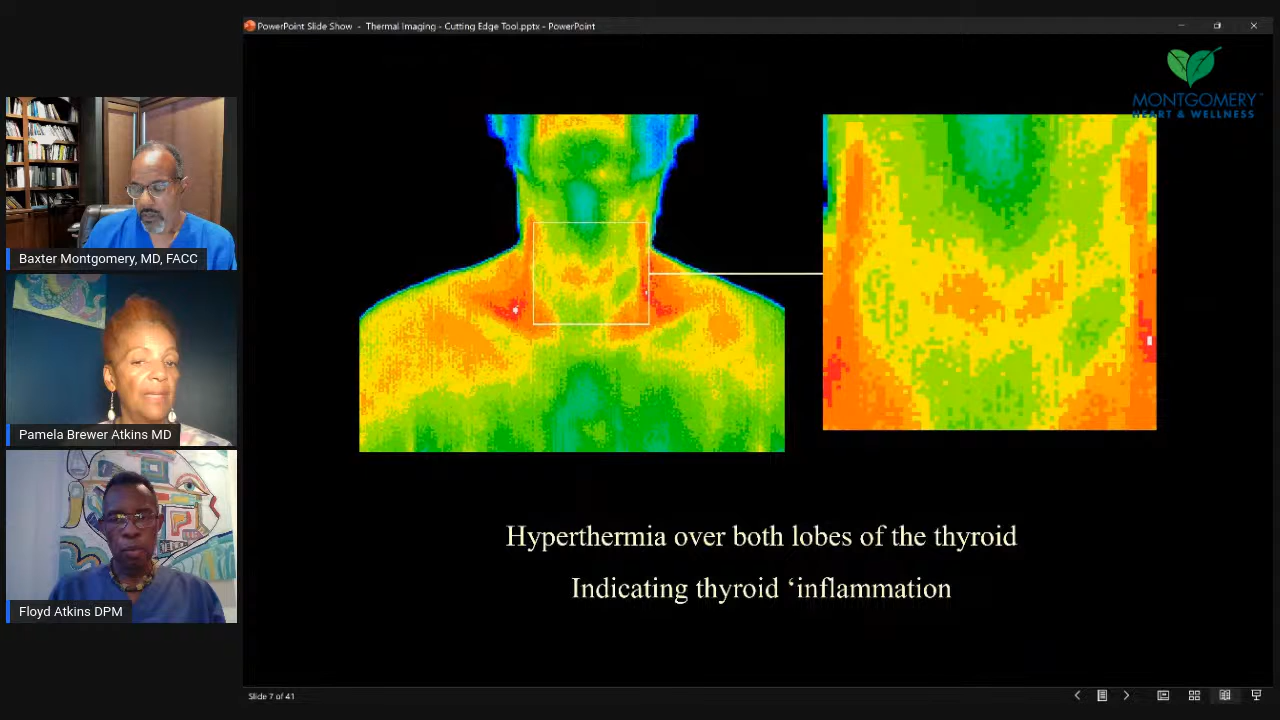 PowerPoint Slide Show - Thermal Imaging - Cutting Edge Tool.pptx - PowerPoint
MONTGOMERY™
HEART & WELLNESS
Baxter Montgomery, MD, FACC
Pamela Brewer Atkins MD
Floyd Atkins DPM
Hyperthermia over both lobes of the thyroid
Indicating thyroid ‘inflammation
Slide 7 of 41